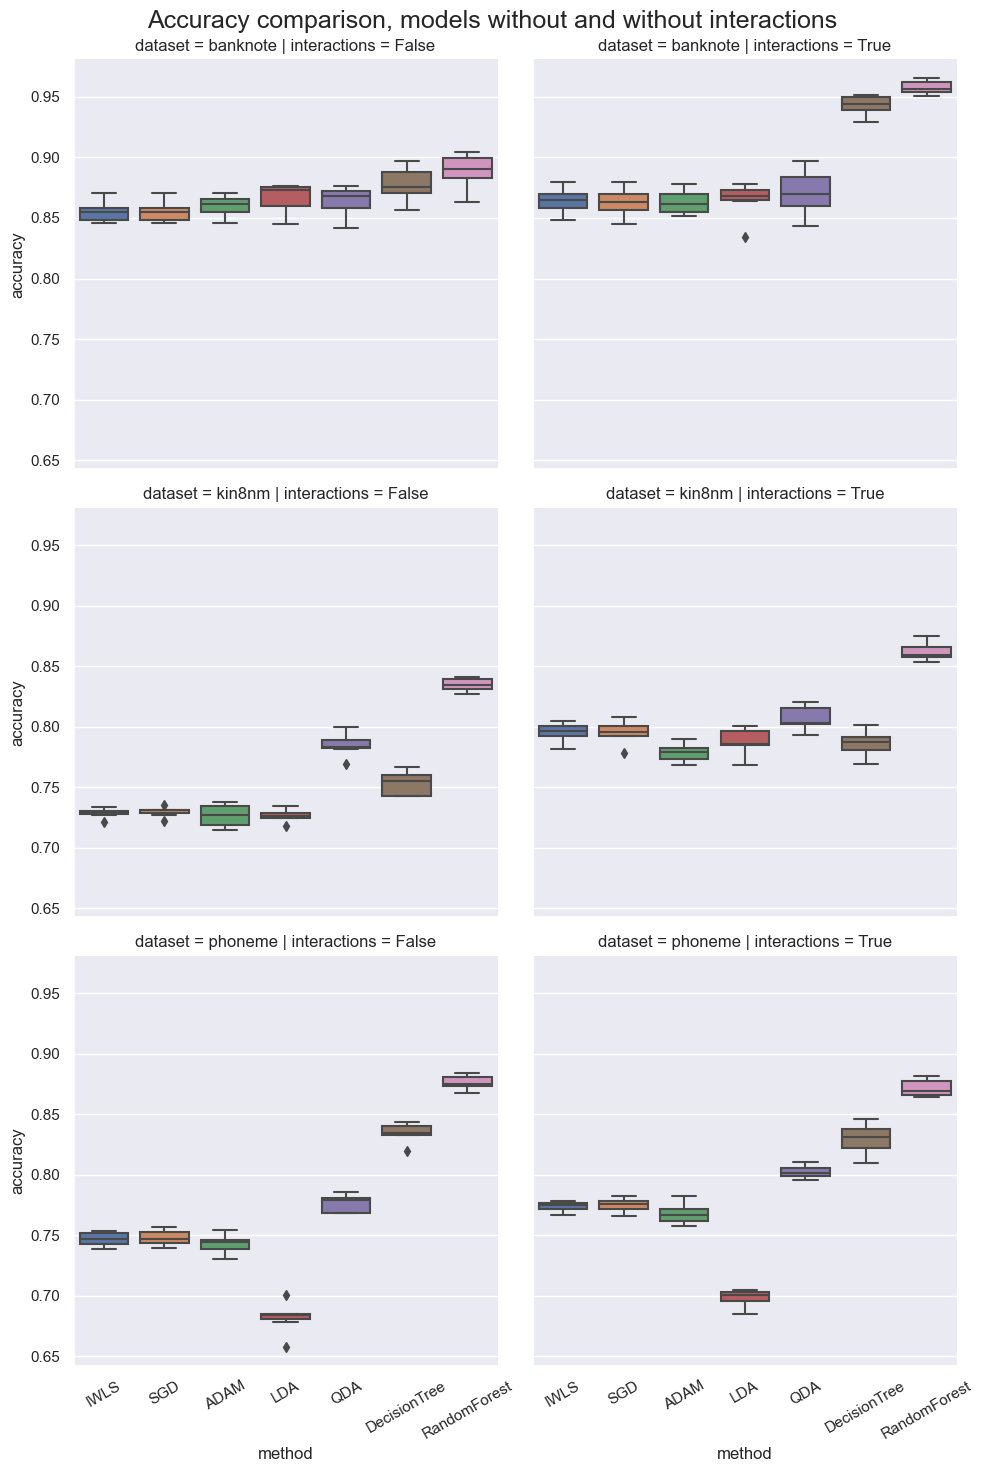 Accuracy comparison, models without and without interactions
dataset = banknote | interactions = False
dataset = banknote | interactions = True
0.95
0.90
0.85
0.80
0.75
0.70
0.65
accuracy
dataset = kin8nm | interactions = False
dataset = kin8nm | interactions = True
0.95
0.90
0.85
0.80
0.75
0.70
0.65
accuracy
dataset = phoneme | interactions = False
dataset = phoneme | interactions = True
0.95
0.90
0.85
0.80
0.75
0.70
0.65
accuracy
IWLS
SGD
ADAM
LDA
QDA
DecisionTree
RandomForest
method
IWLS
SGD
ADAM
LDA
QDA
DecisionTree
RandomForest
method